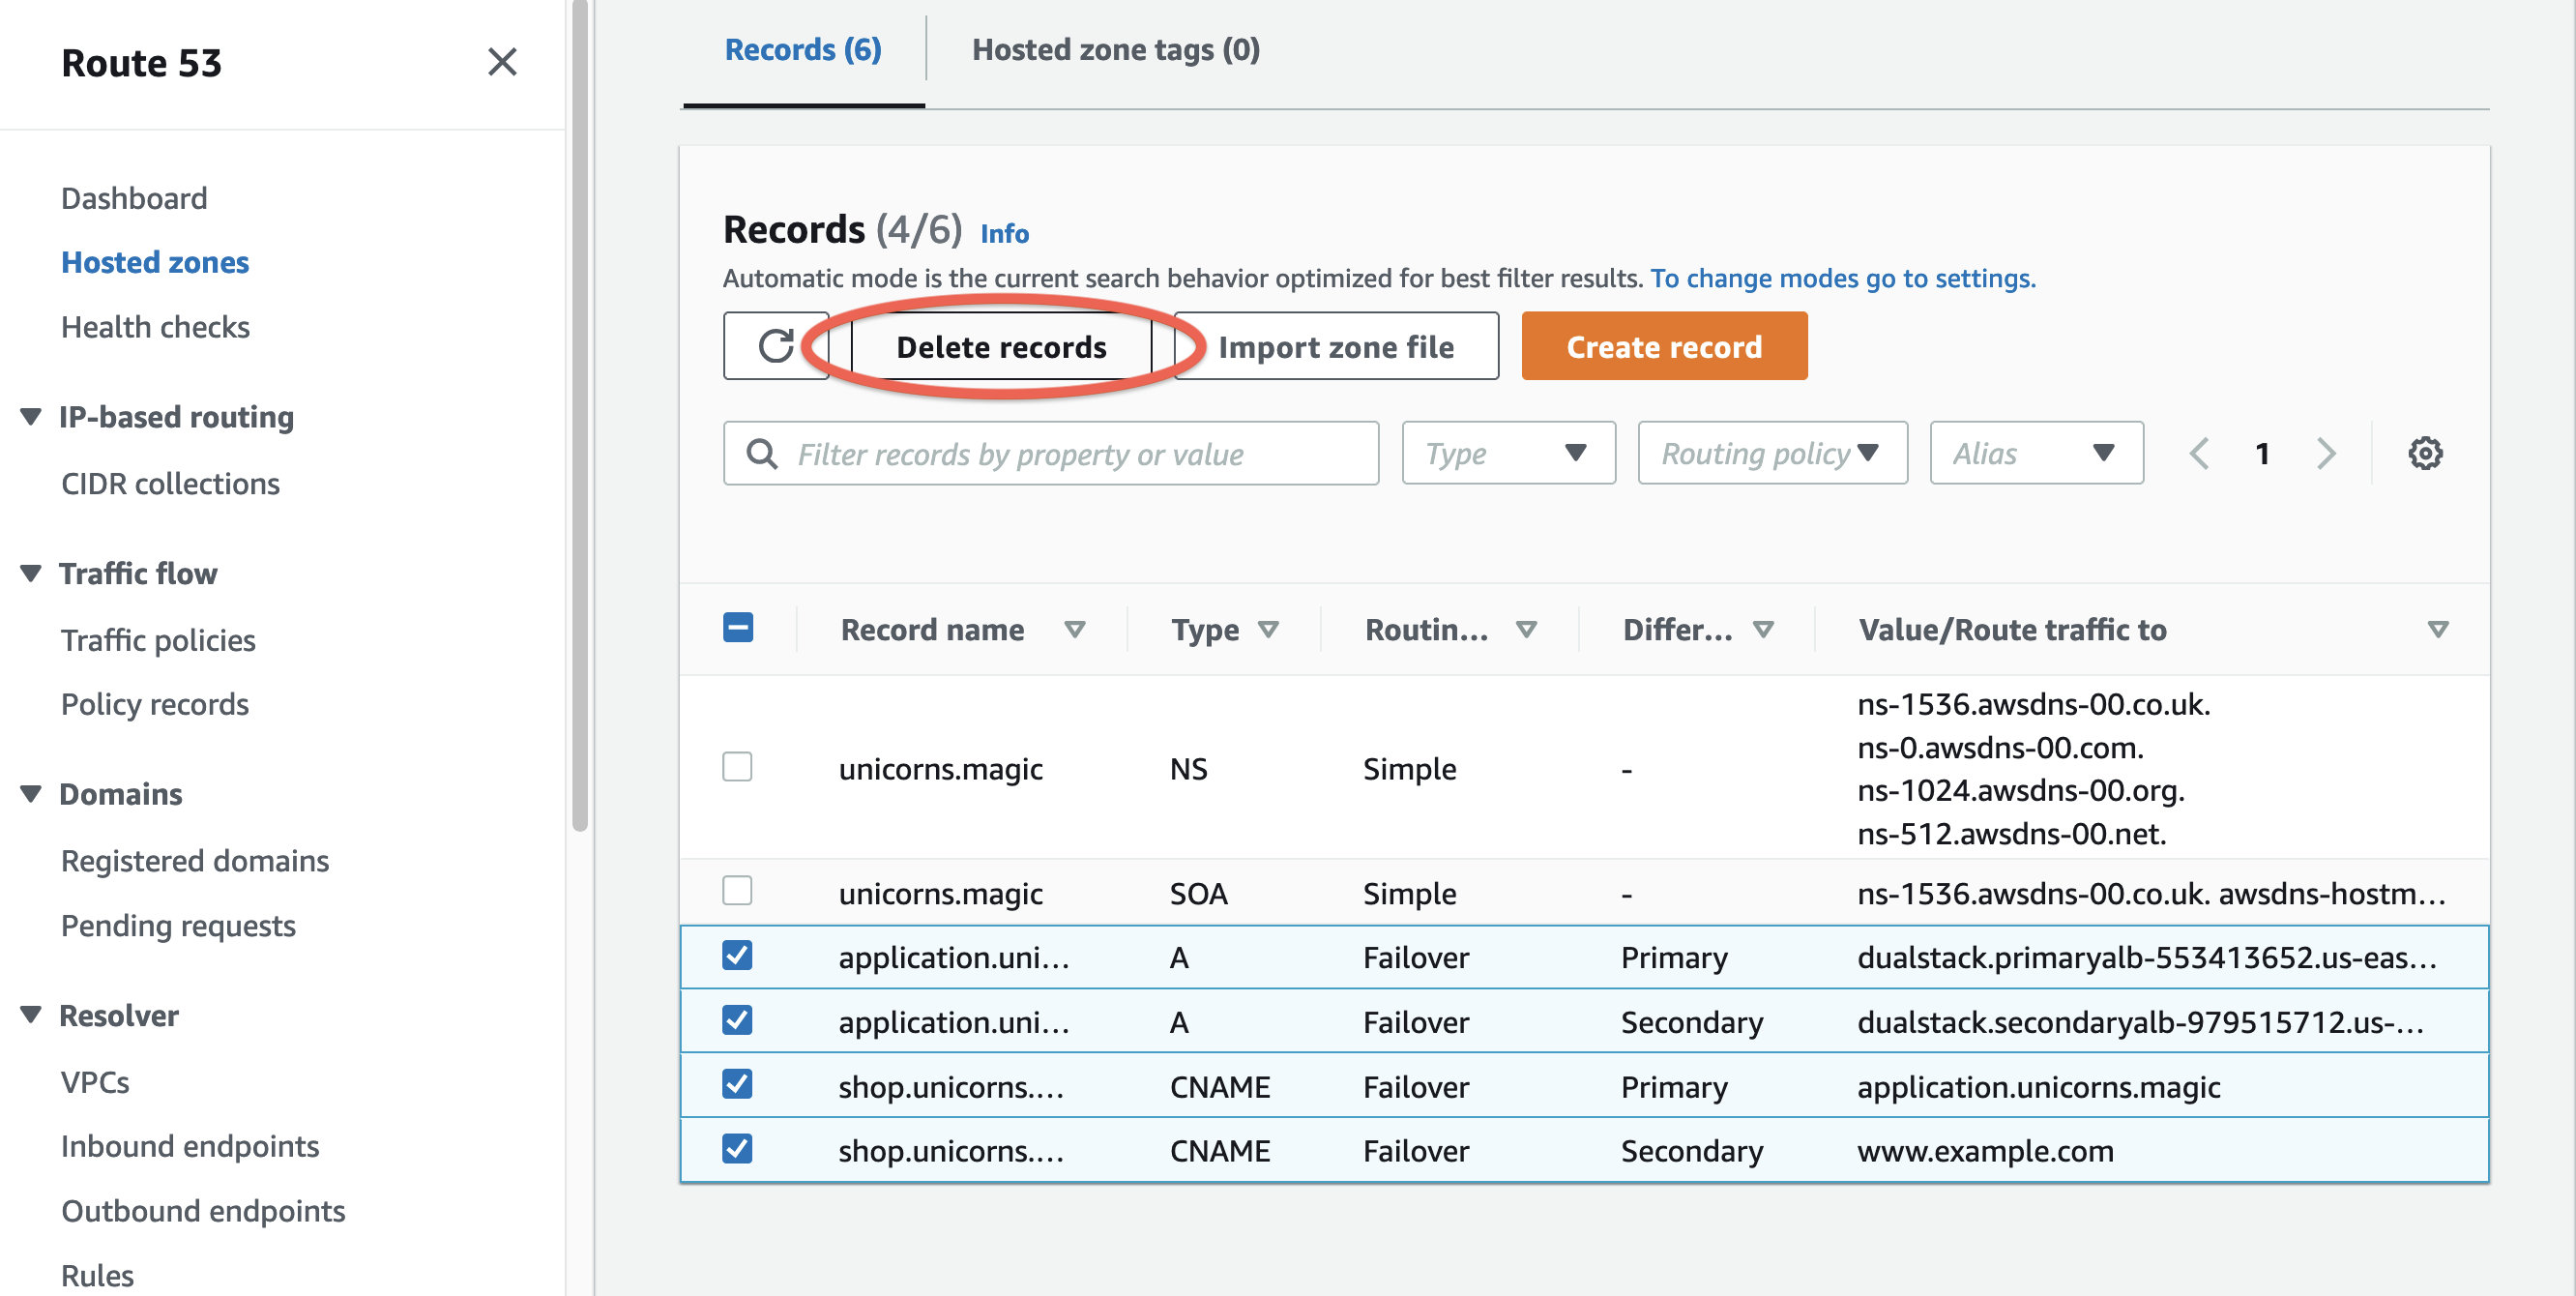 Route 53
Dashboard
Hosted zones
Health checks
IP-based routing
CIDR collections
Traffic flow
Traffic policies
Policy records
Domains
Registered domains
Pending requests
Resolver
VPCs
Inbound endpoints
Outbound endpoints
Rules
Records (6)
Hosted zone tags (0)
Records (4/6) Info
Automatic mode is the current search behavior optimized for best filter results. To change modes go to settings.
Delete records
Import zone file
Create record
Filter records by property or value
Type
Routing policy
Alias
1
Record name Type Routin... Differ... Value/Route traffic to
unicorns.magic NS Simple - ns-1536.awsdns-00.co.uk.
ns-0.awsdns-00.com.
ns-1024.awsdns-00.org.
ns-512.awsdns-00.net.
unicorns.magic SOA Simple - ns-1536.awsdns-00.co.uk. awsdns-hostm...
application.uni... A Failover Primary dualstack.primaryalb-553413652.us-eas...
application.uni... A Failover Secondary dualstack.secondaryalb-979515712.us-...
shop.unicorns.... CNAME Failover Primary application.unicorns.magic
shop.unicorns.... CNAME Failover Secondary www.example.com